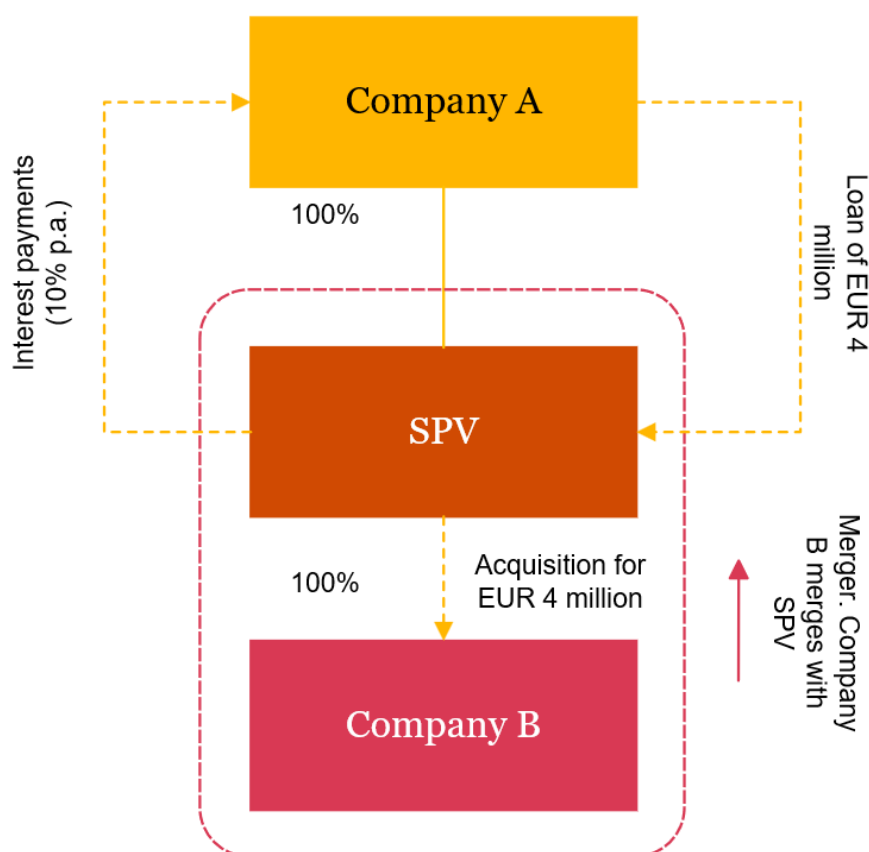 Company A
Interest payments
(10% p.a.)
100%
Loan of EUR 4
million
SPV
100%
Acquisition for
EUR 4 million
Merger. Company
B merges with
SPV
Company B